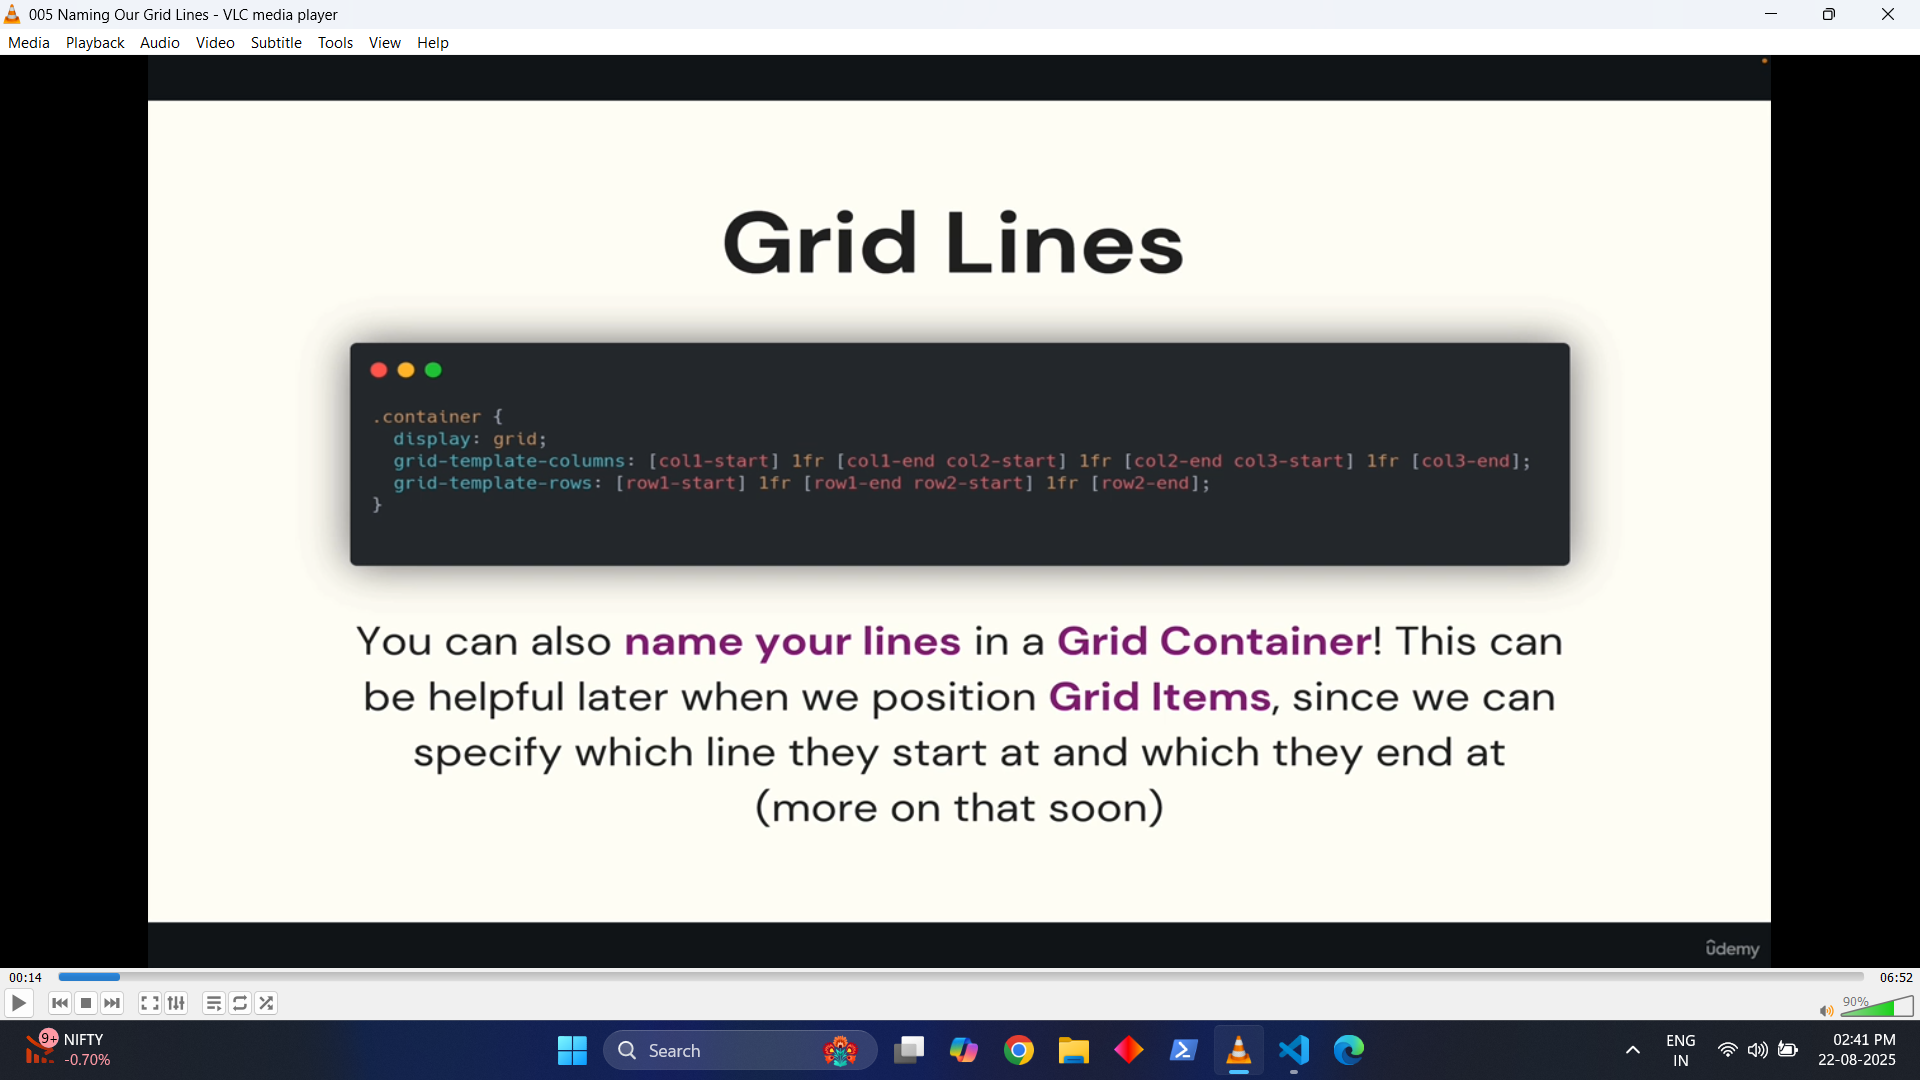 005 Naming Our Grid Lines - VLC media player
Media Playback Audio Video Subtitle Tools View Help
Grid Lines
.container {
display: grid;
grid-template-columns: [col1-start] 1fr [col1-end col2-start] 1fr [col2-end col3-start] 1fr [col3-end];
grid-template-rows: [row1-start] 1fr [row1-end row2-start] 1fr [row2-end];
}
You can also name your lines in a Grid Container! This can
be helpful later when we position Grid Items, since we can
specify which line they start at and which they end at
(more on that soon)
ûdemy
00:14
06:52
90%
9+ NIFTY
-0.70%
Search
ENG
IN
02:41 PM
22-08-2025